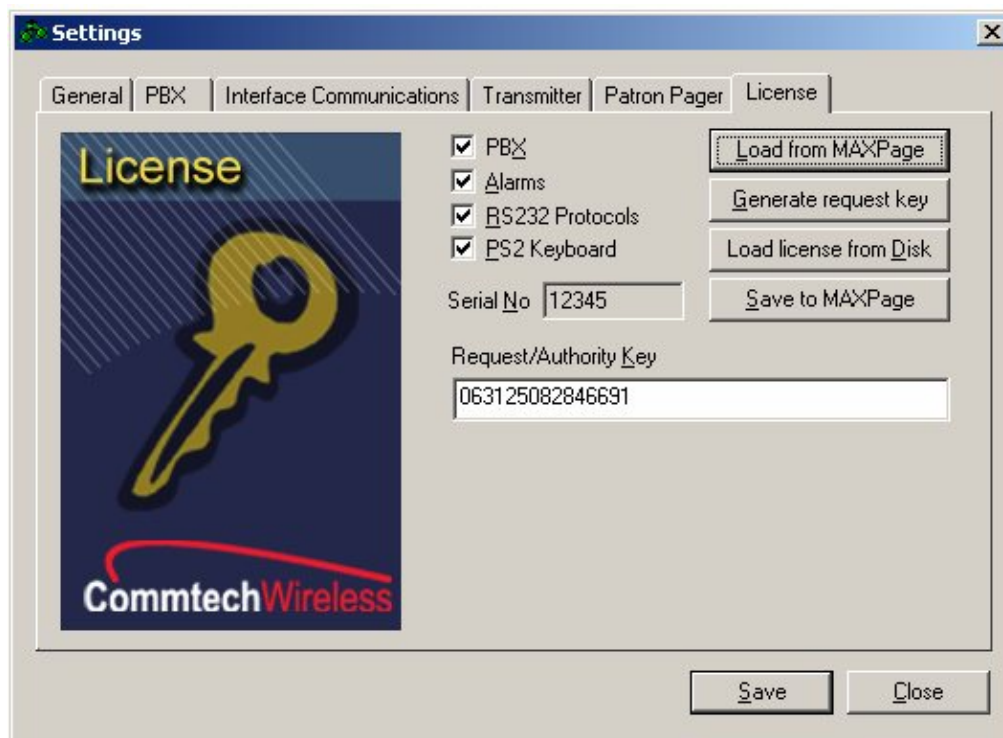 Settings
General
PBX
Interface Communications
Transmitter
Patron Pager
License
License
CommtechWireless
PBX
Alarms
RS232 Protocols
PS2 Keyboard
Serial No 12345
Load from MAXPage
Generate request key
Load license from Disk
Save to MAXPage
Request/Authority Key
063125082846691
Save
Close